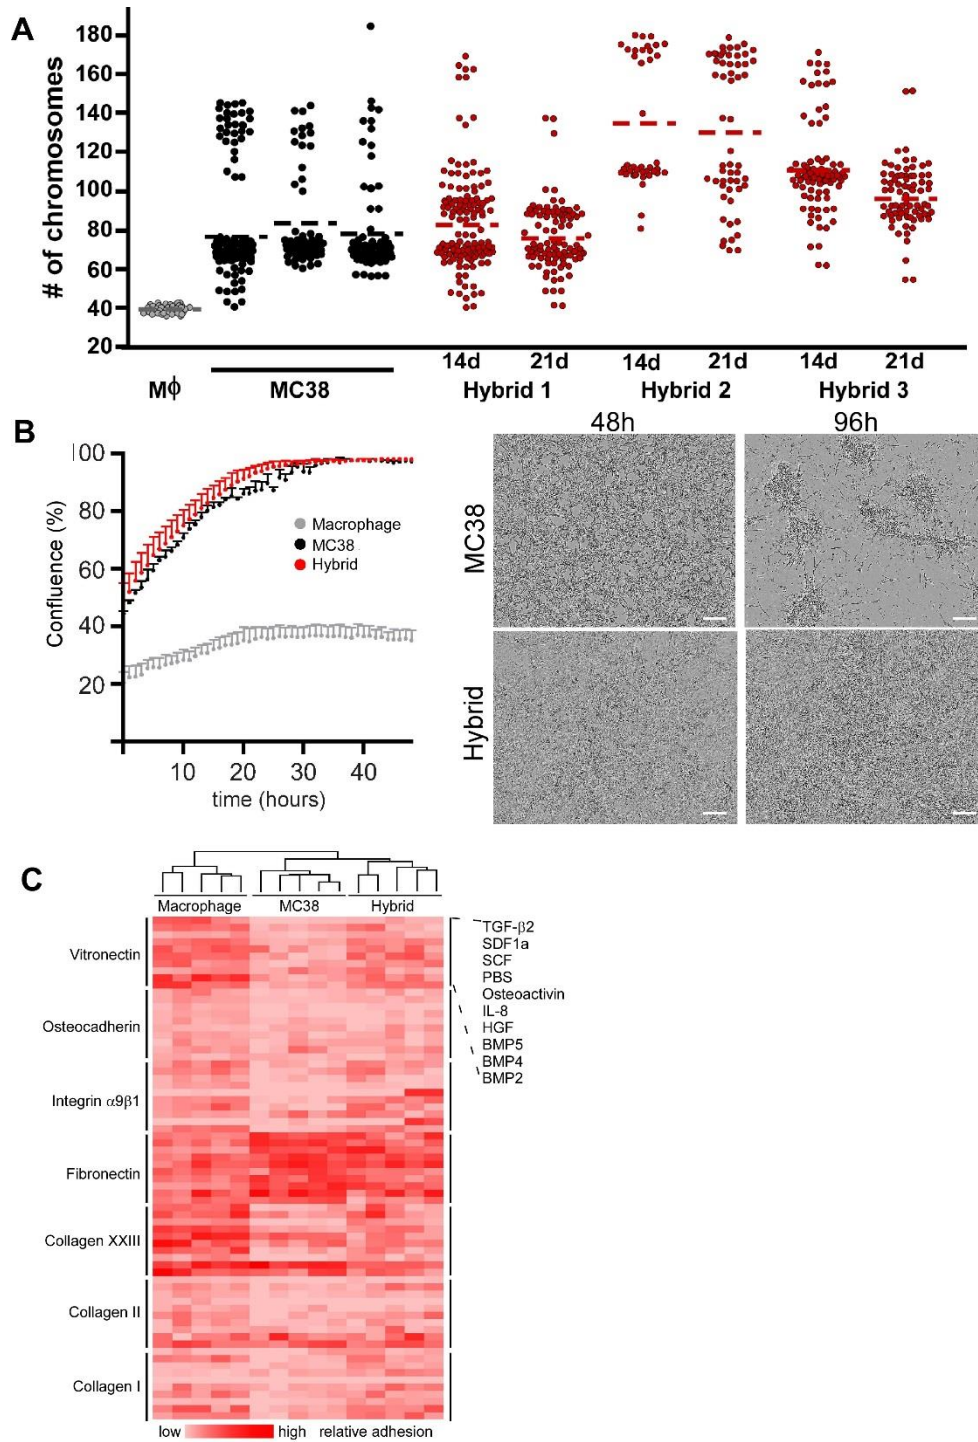 A
# of chromosomes
180
160
140
120
100
80
60
40
20
14d 21d 14d 21d 14d 21d
Mϕ MC38 Hybrid 1 Hybrid 2 Hybrid 3
B
Confluence (%)
100
80
60
40
20
10 20 30 40
time (hours)
Macrophage
MC38
Hybrid
48h 96h
MC38
Hybrid
C
Macrophage MC38 Hybrid
Vitronectin
Osteocadherin
Integrin α9β1
Fibronectin
Collagen XXIII
Collagen II
Collagen I
TGF-β2
SDF1a
SCF
PBS
Osteoactivin
IL-8
HGF
BMP5
BMP4
BMP2
low high relative adhesion